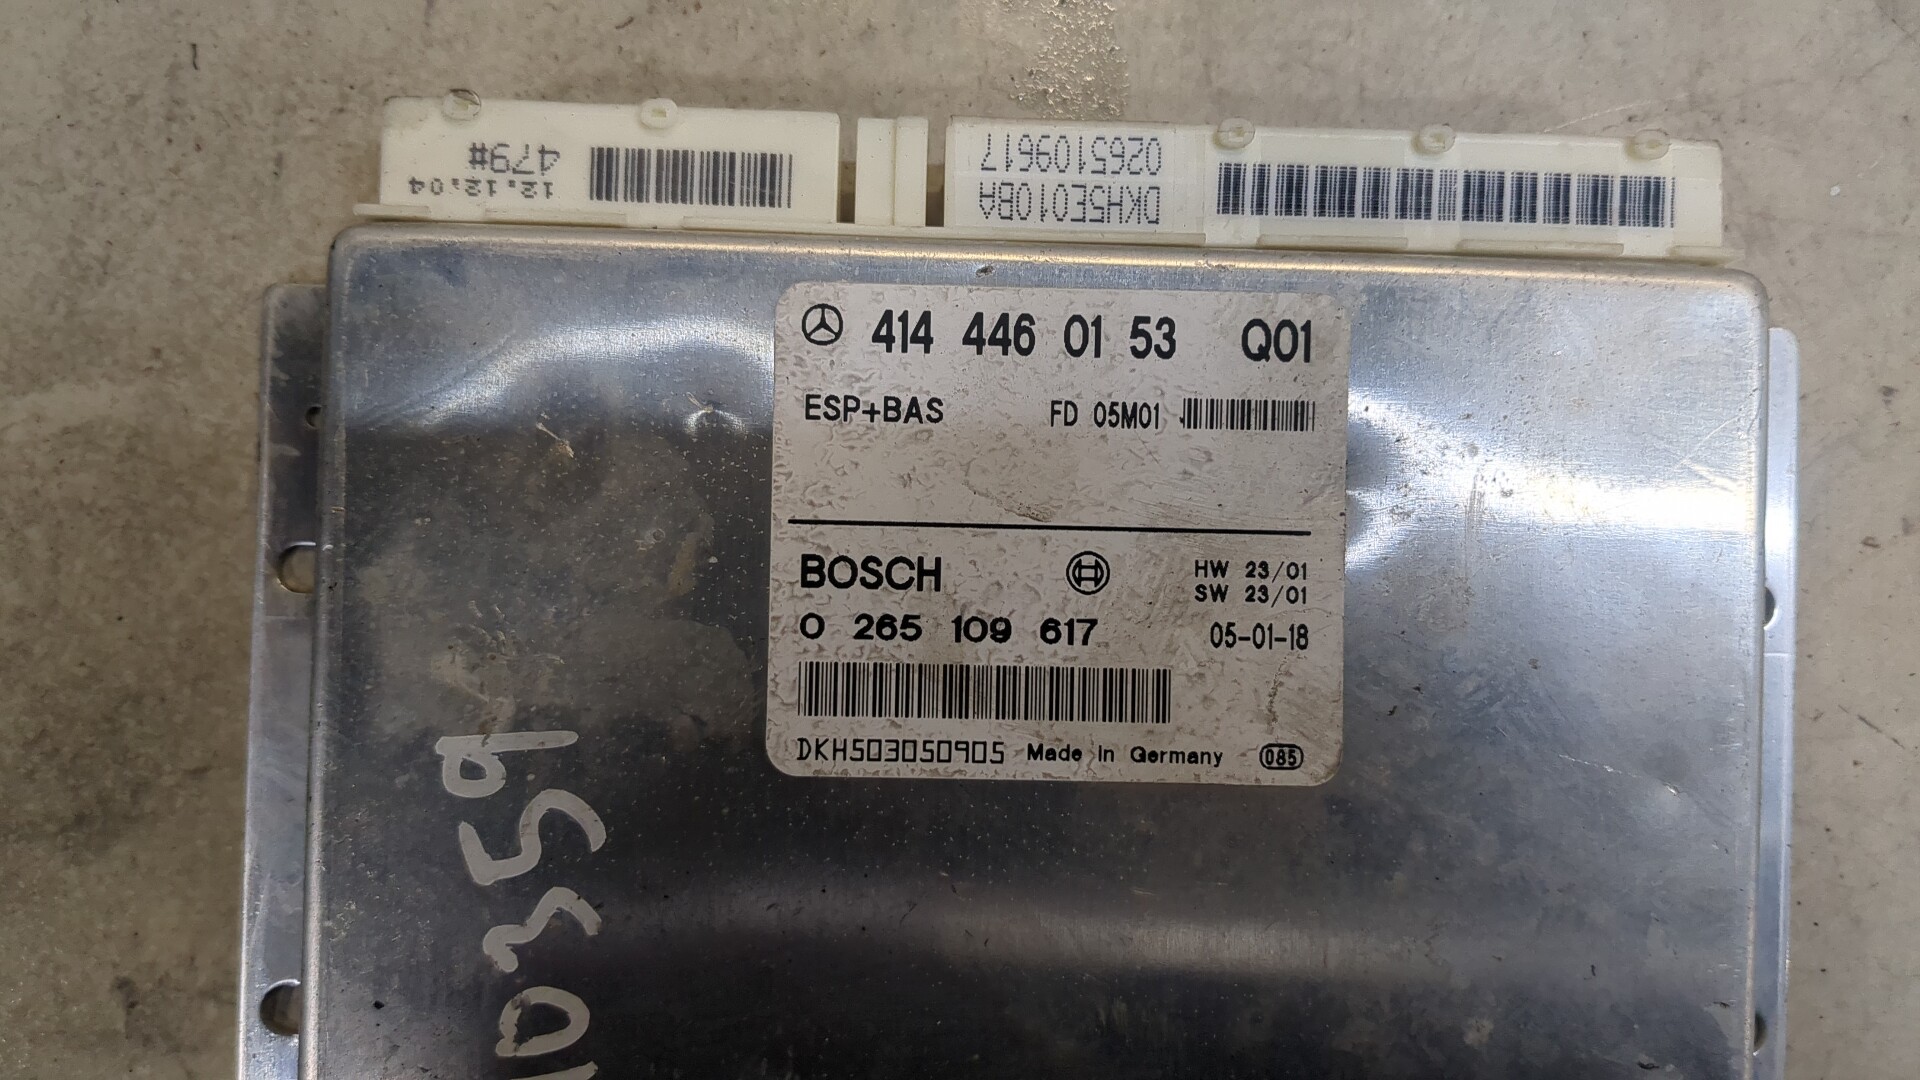 479#
12.12.04
0265109617
DKH5E010BA
414 446 01 53 Q01
ESP+BAS FD 05M01
BOSCH HW 23/01
SW 23/01
0 265 109 617 05-01-18
DKH503050905 Made in Germany 085